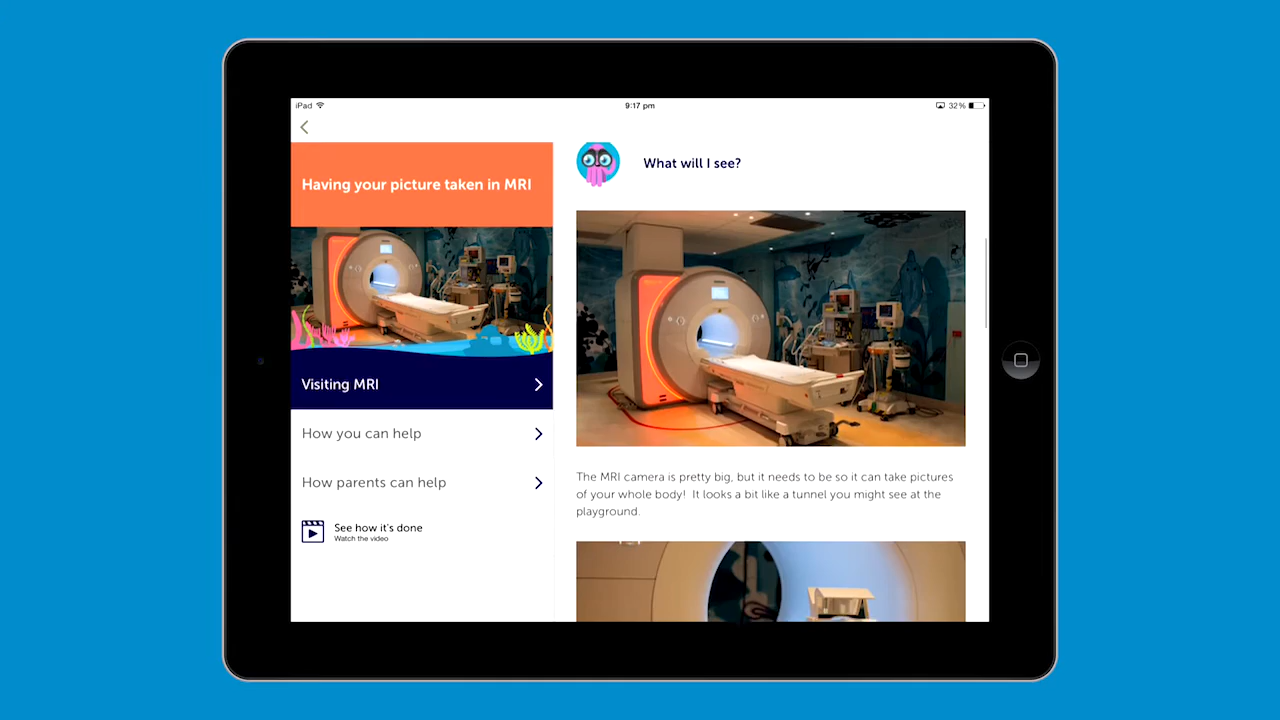 iPad
9:17 pm
32%
Having your picture taken in MRI
Visiting MRI
How you can help
How parents can help
See how it's done
Watch the video
What will I see?
The MRI camera is pretty big, but it needs to be so it can take pictures
of your whole body!  It looks a bit like a tunnel you might see at the
playground.